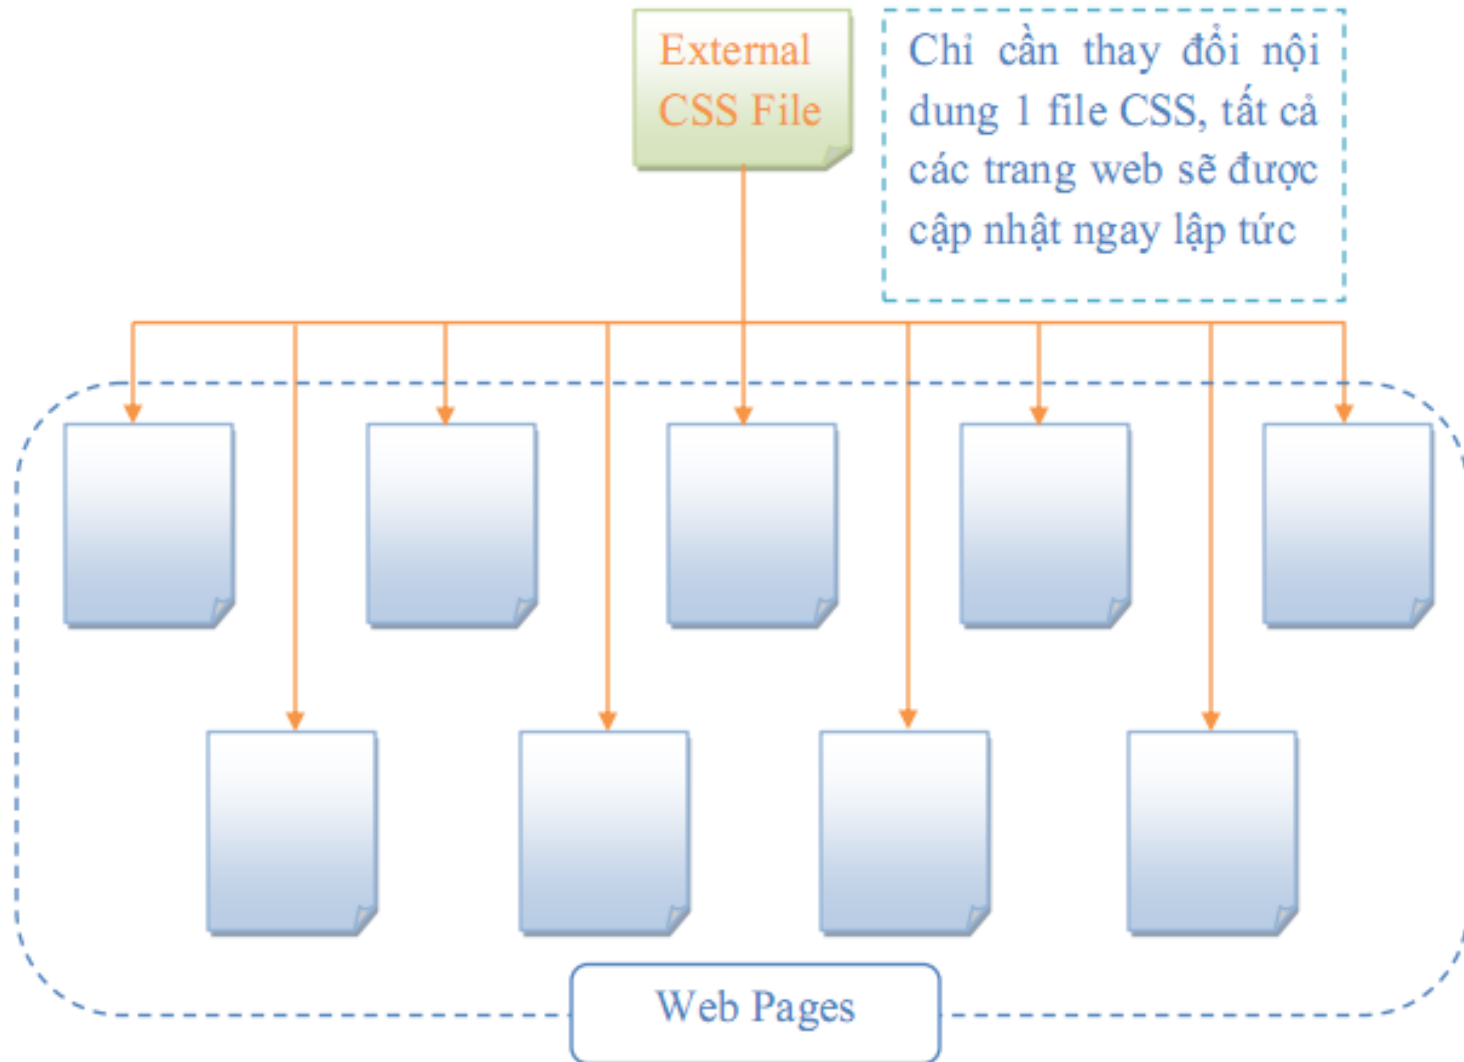 External
CSS File
Chỉ cần thay đổi nội
dung 1 file CSS, tất cả
các trang web sẽ được
cập nhật ngay lập tức
Web Pages